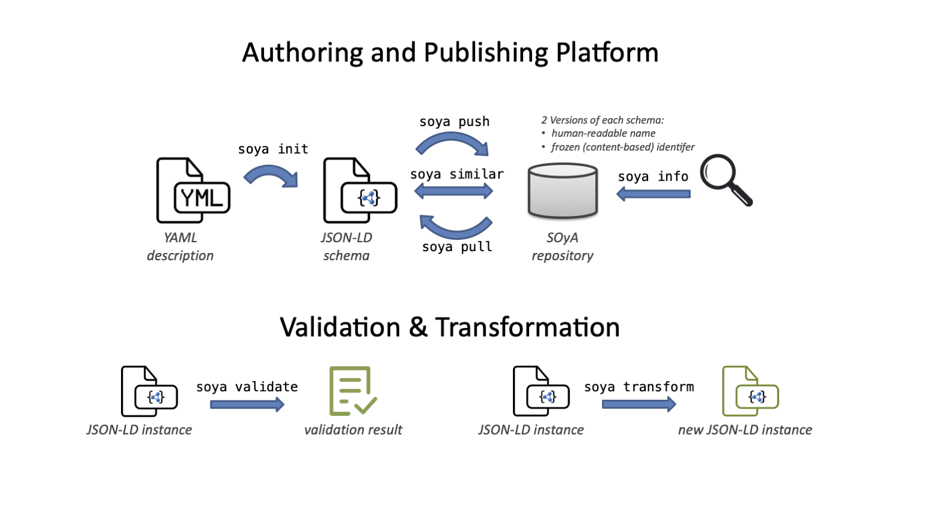 Authoring and Publishing Platform
soya push
2 Versions of each schema:
• human-readable name
• frozen (content-based) identifer
soya init
soya similar
soya info
YML
{ }
soya pull
YAML
description
JSON-LD
schema
SOyA
repository
Validation & Transformation
soya validate
soya transform
{ }
{ }
{ }
JSON-LD instance
validation result
JSON-LD instance
new JSON-LD instance